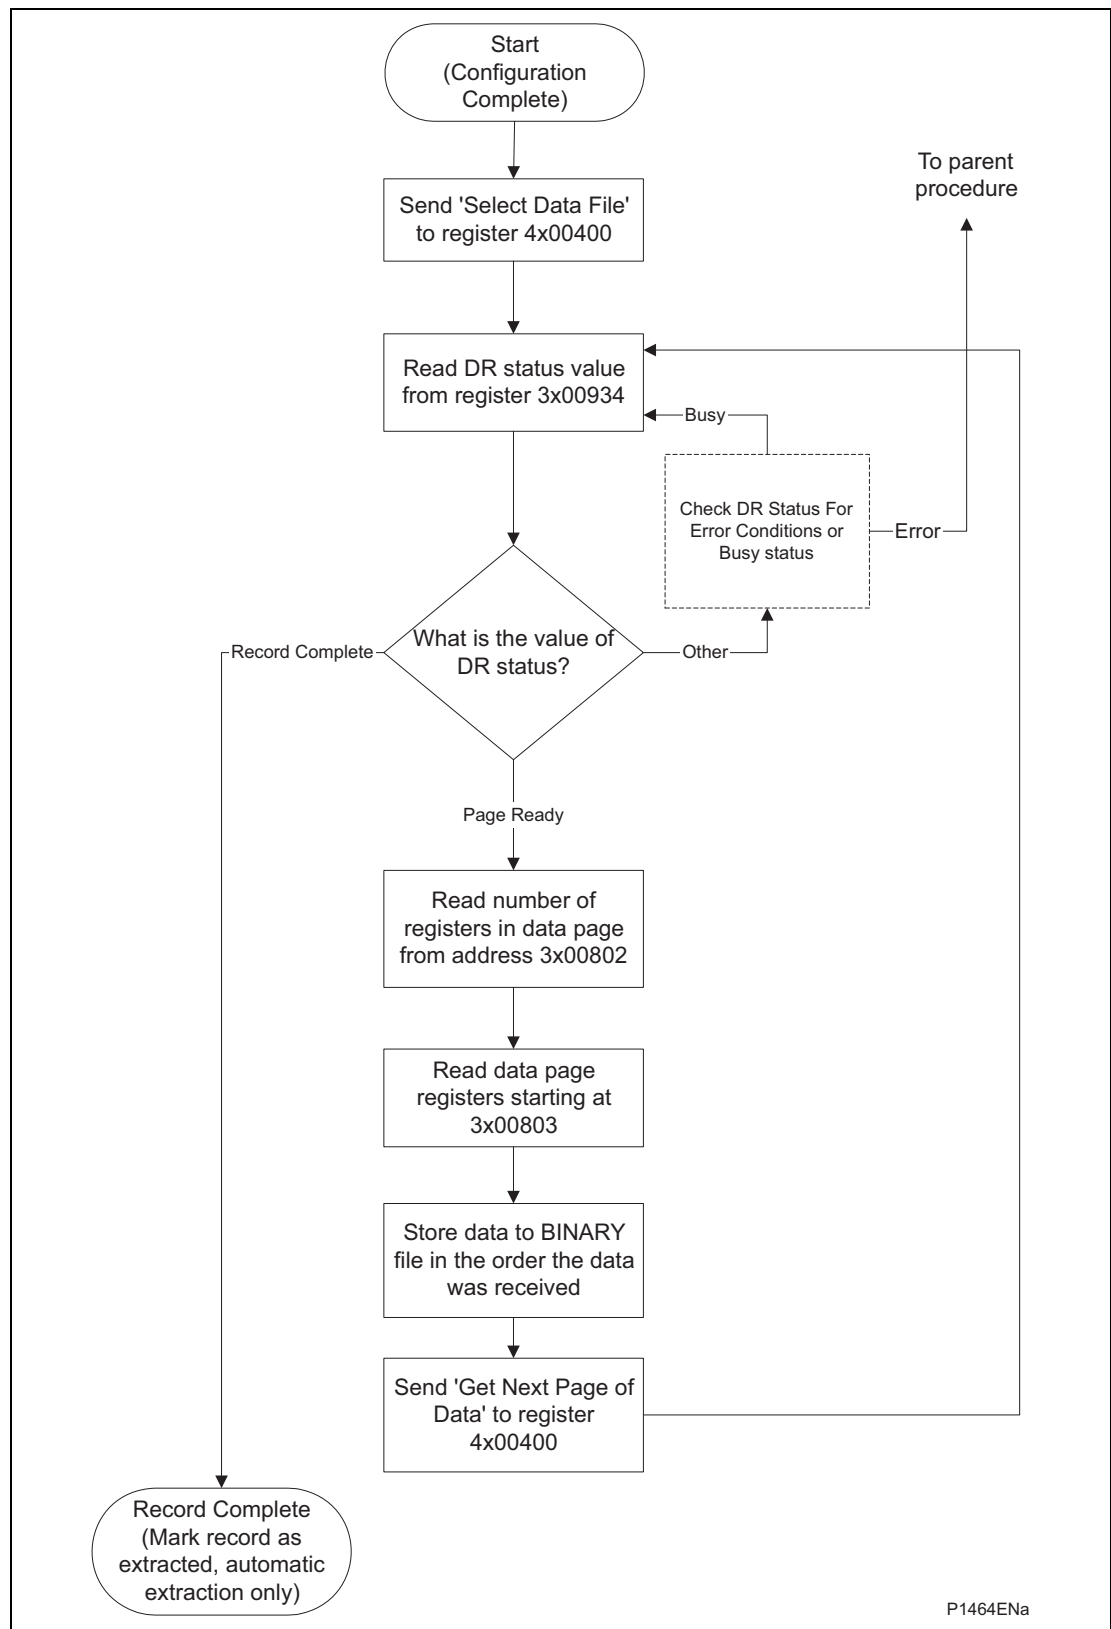 Start
(Configuration
Complete)
To parent
procedure
Send 'Select Data File'
to register 4x00400
Read DR status value
from register 3x00934
Busy
Check DR Status For
Error Conditions or
Busy status
Error
What is the value of
DR status?
Record Complete
Other
Page Ready
Read number of
registers in data page
from address 3x00802
Read data page
registers starting at
3x00803
Store data to BINARY
file in the order the data
was received
Send 'Get Next Page of
Data' to register
4x00400
Record Complete
(Mark record as
extracted, automatic
extraction only)
P1464ENa